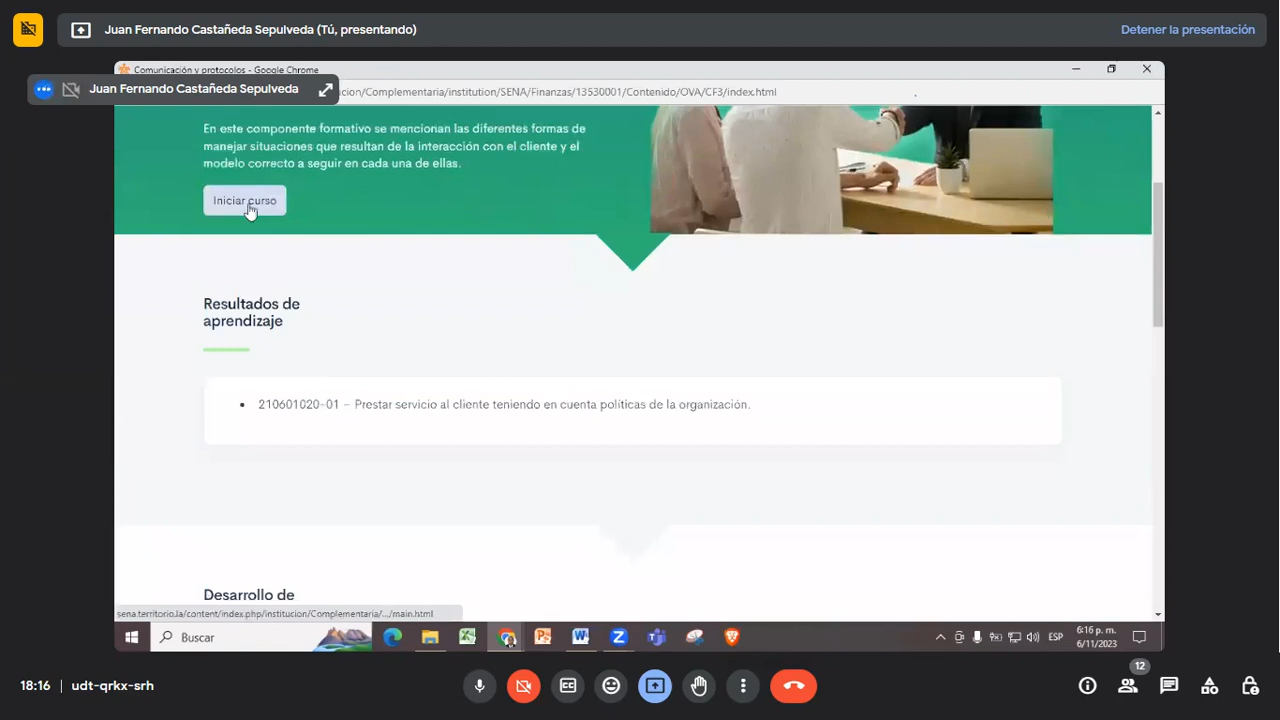 Juan Fernando Castañeda Sepulveda (Tú, presentando)
Detener la presentación
Comunicación y protocolos - Google Chrome
Juan Fernando Castañeda Sepulveda
cion/Complementaria/institution/SENA/Finanzas/13530001/Contenido/OVA/CF3/index.html
En este componente formativo se mencionan las diferentes formas de
manejar situaciones que resultan de la interacción con el cliente y el
modelo correcto a seguir en cada una de ellas.
Iniciar curso
Resultados de
aprendizaje
• 210601020-01 – Prestar servicio al cliente teniendo en cuenta políticas de la organización.
Desarrollo de
sena.territorio.la/content/index.php/institucion/Complementaria/.../main.html
Buscar
ESP
6:16 p. m.
6/11/2023
18:16 | udt-qrkx-srh
12